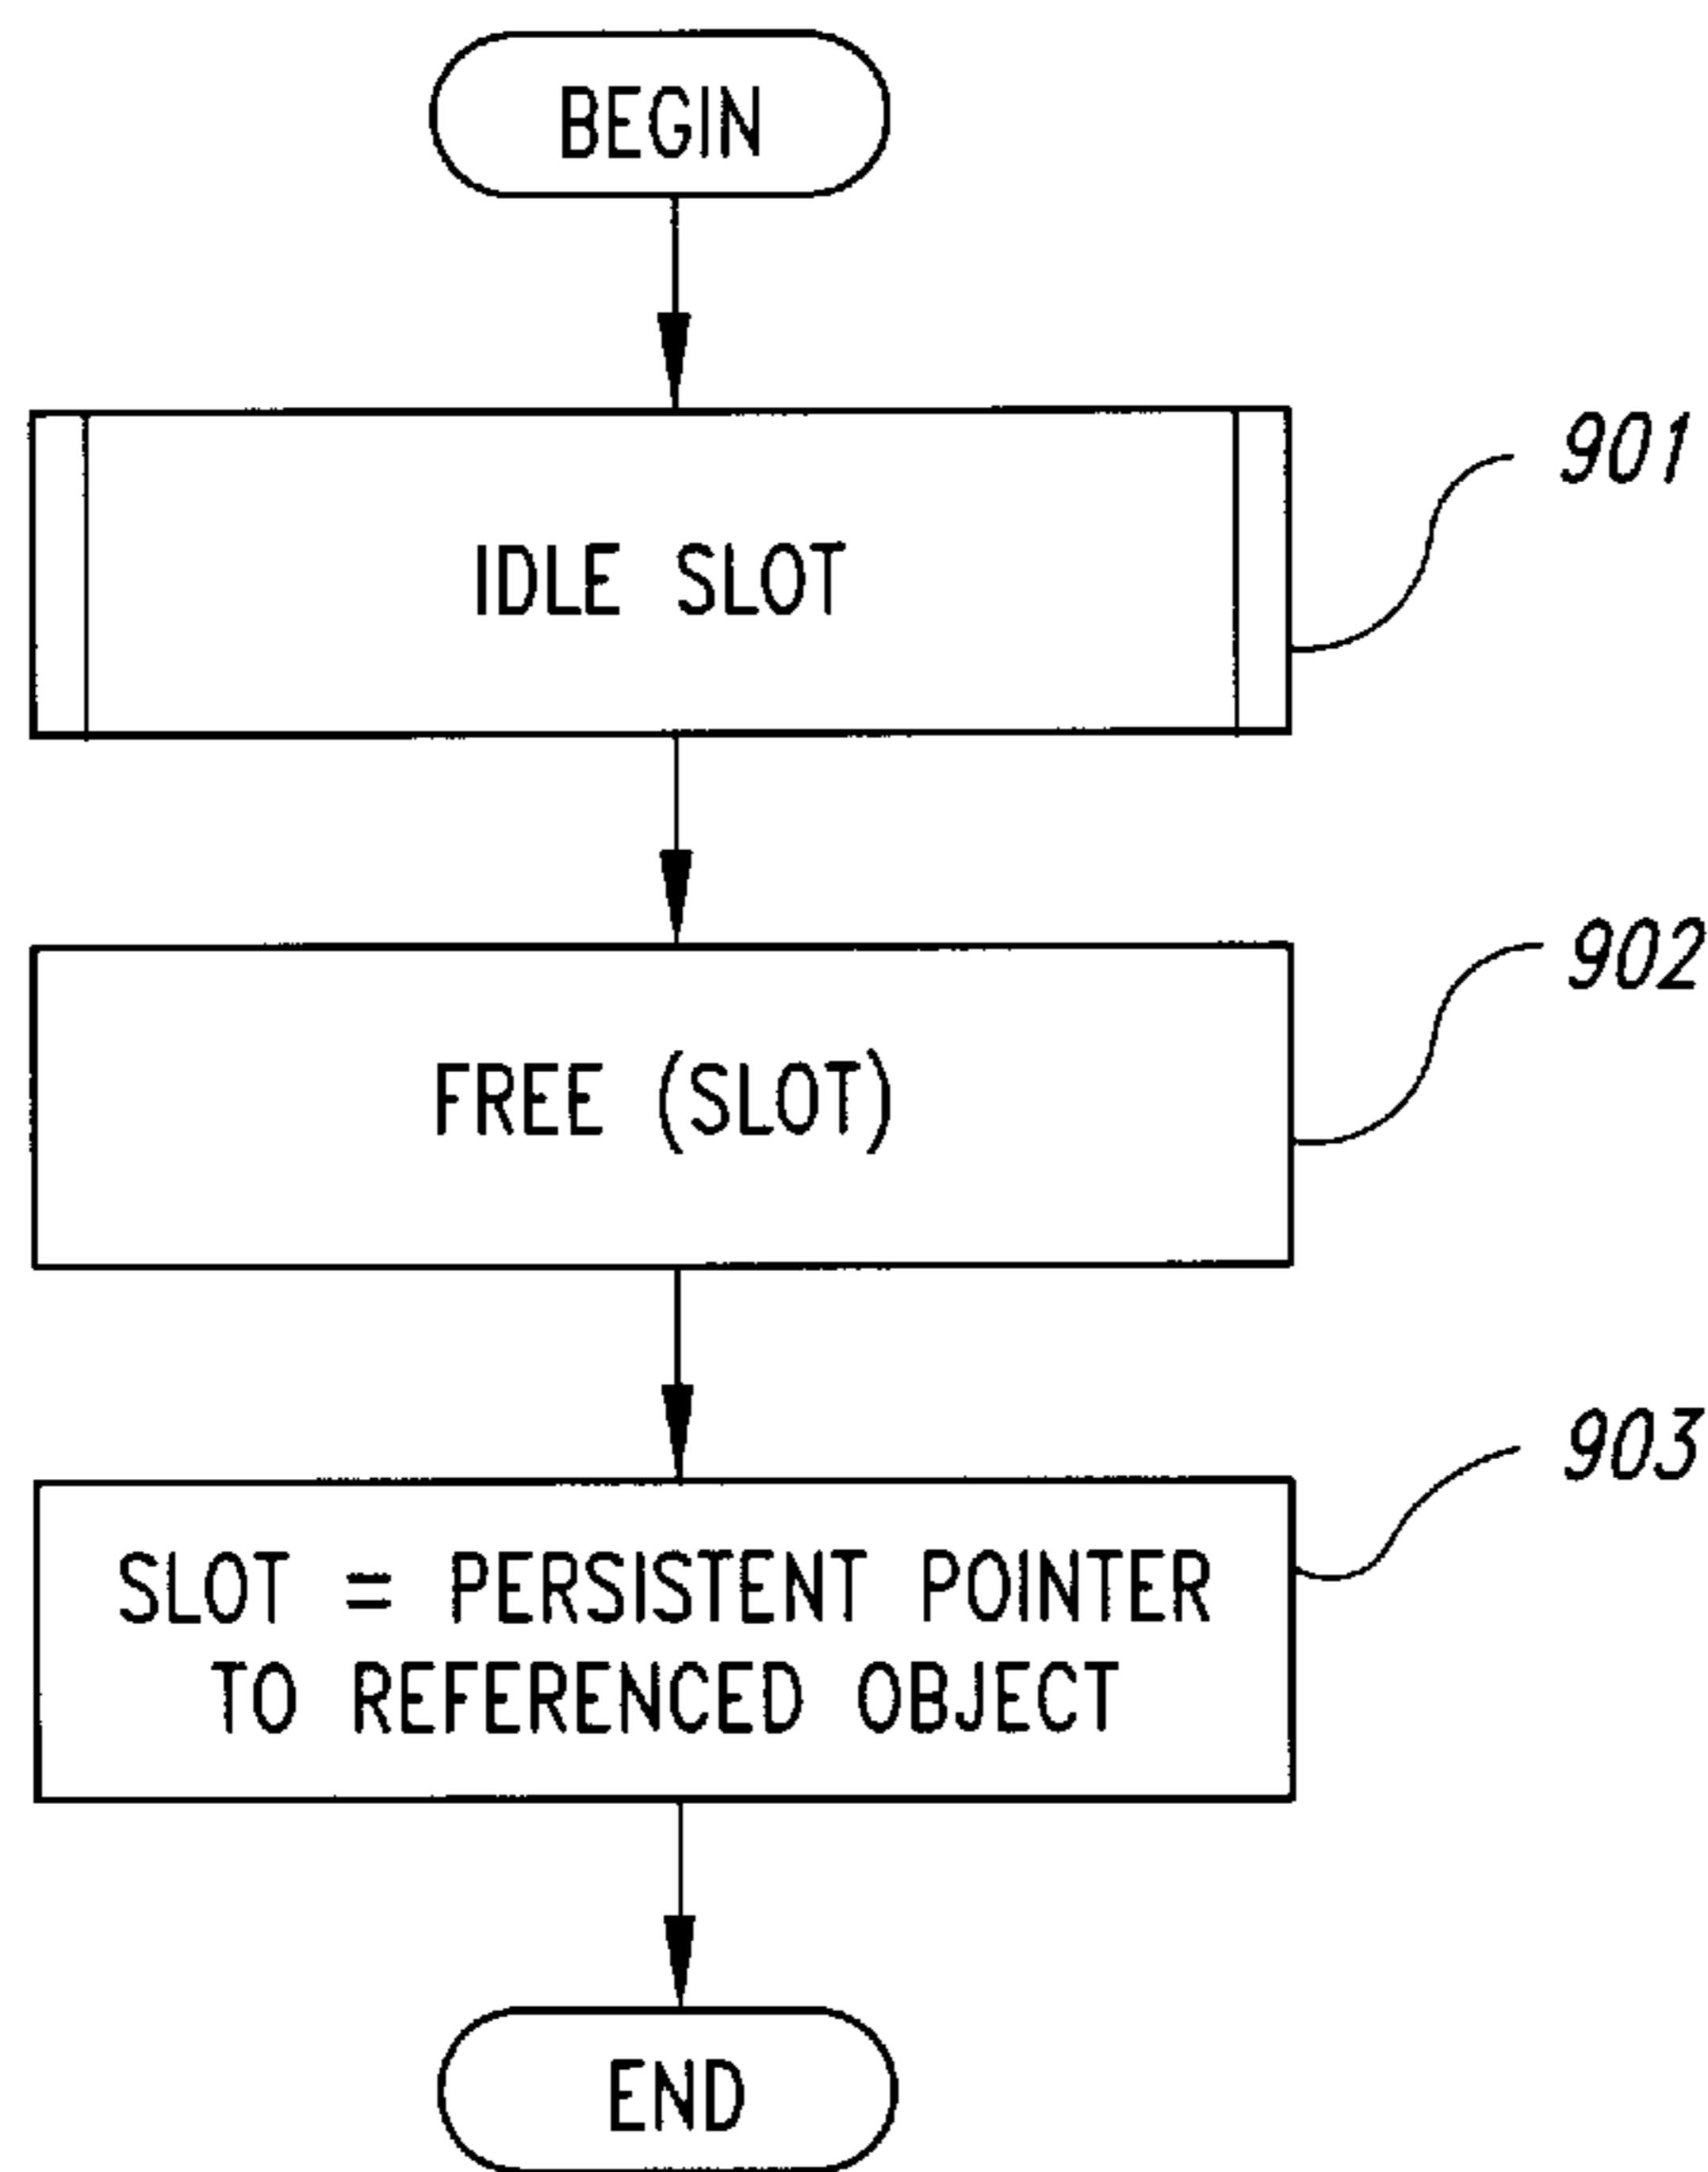 BEGIN
901
IDLE SLOT
902
FREE (SLOT)
903
SLOT = PERSISTENT POINTER
TO REFERENCED OBJECT
END